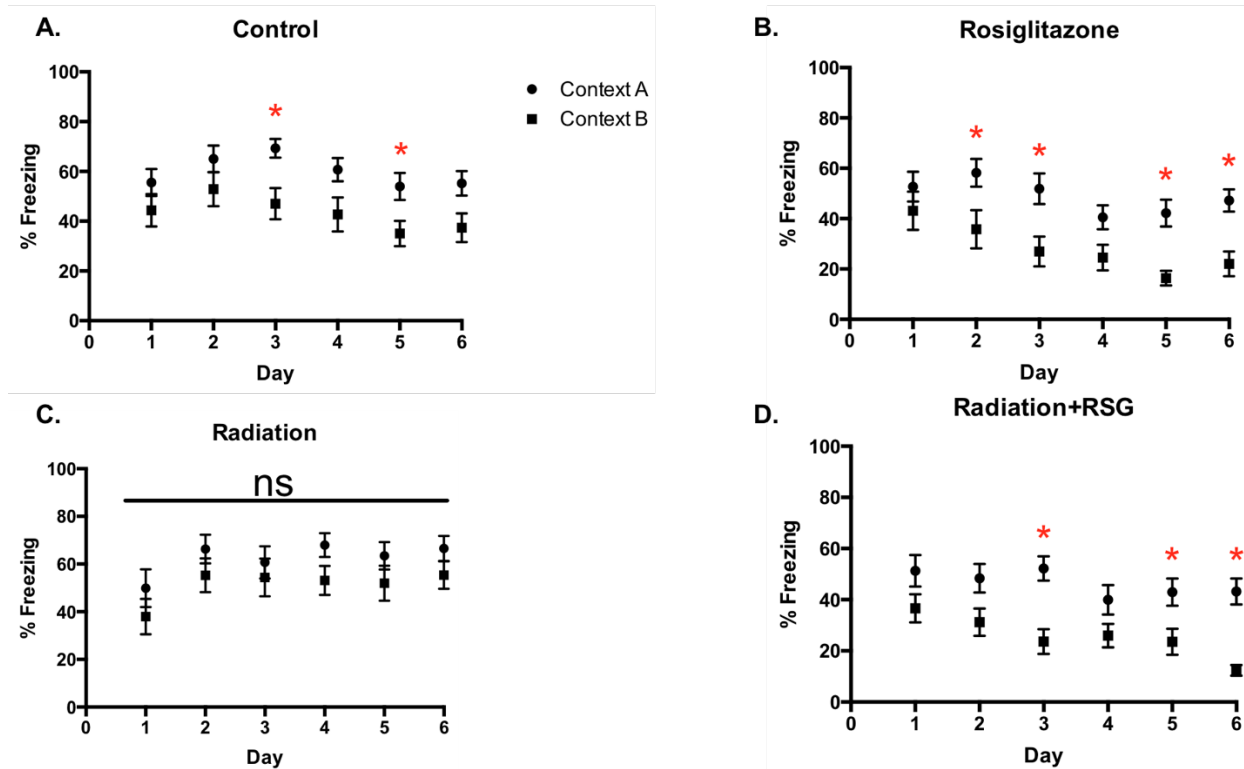 A.
Control
100
80
60
40
20
0
% Freezing
*
*
Context A
Context B
0 1 2 3 4 5 6
Day
B.
Rosiglitazone
100
80
60
40
20
0
% Freezing
*
*
*
*
0 1 2 3 4 5 6
Day
C.
Radiation
100
80
60
40
20
0
% Freezing
ns
0 1 2 3 4 5 6
Day
D.
Radiation+RSG
100
80
60
40
20
0
% Freezing
*
*
*
0 1 2 3 4 5 6
Day